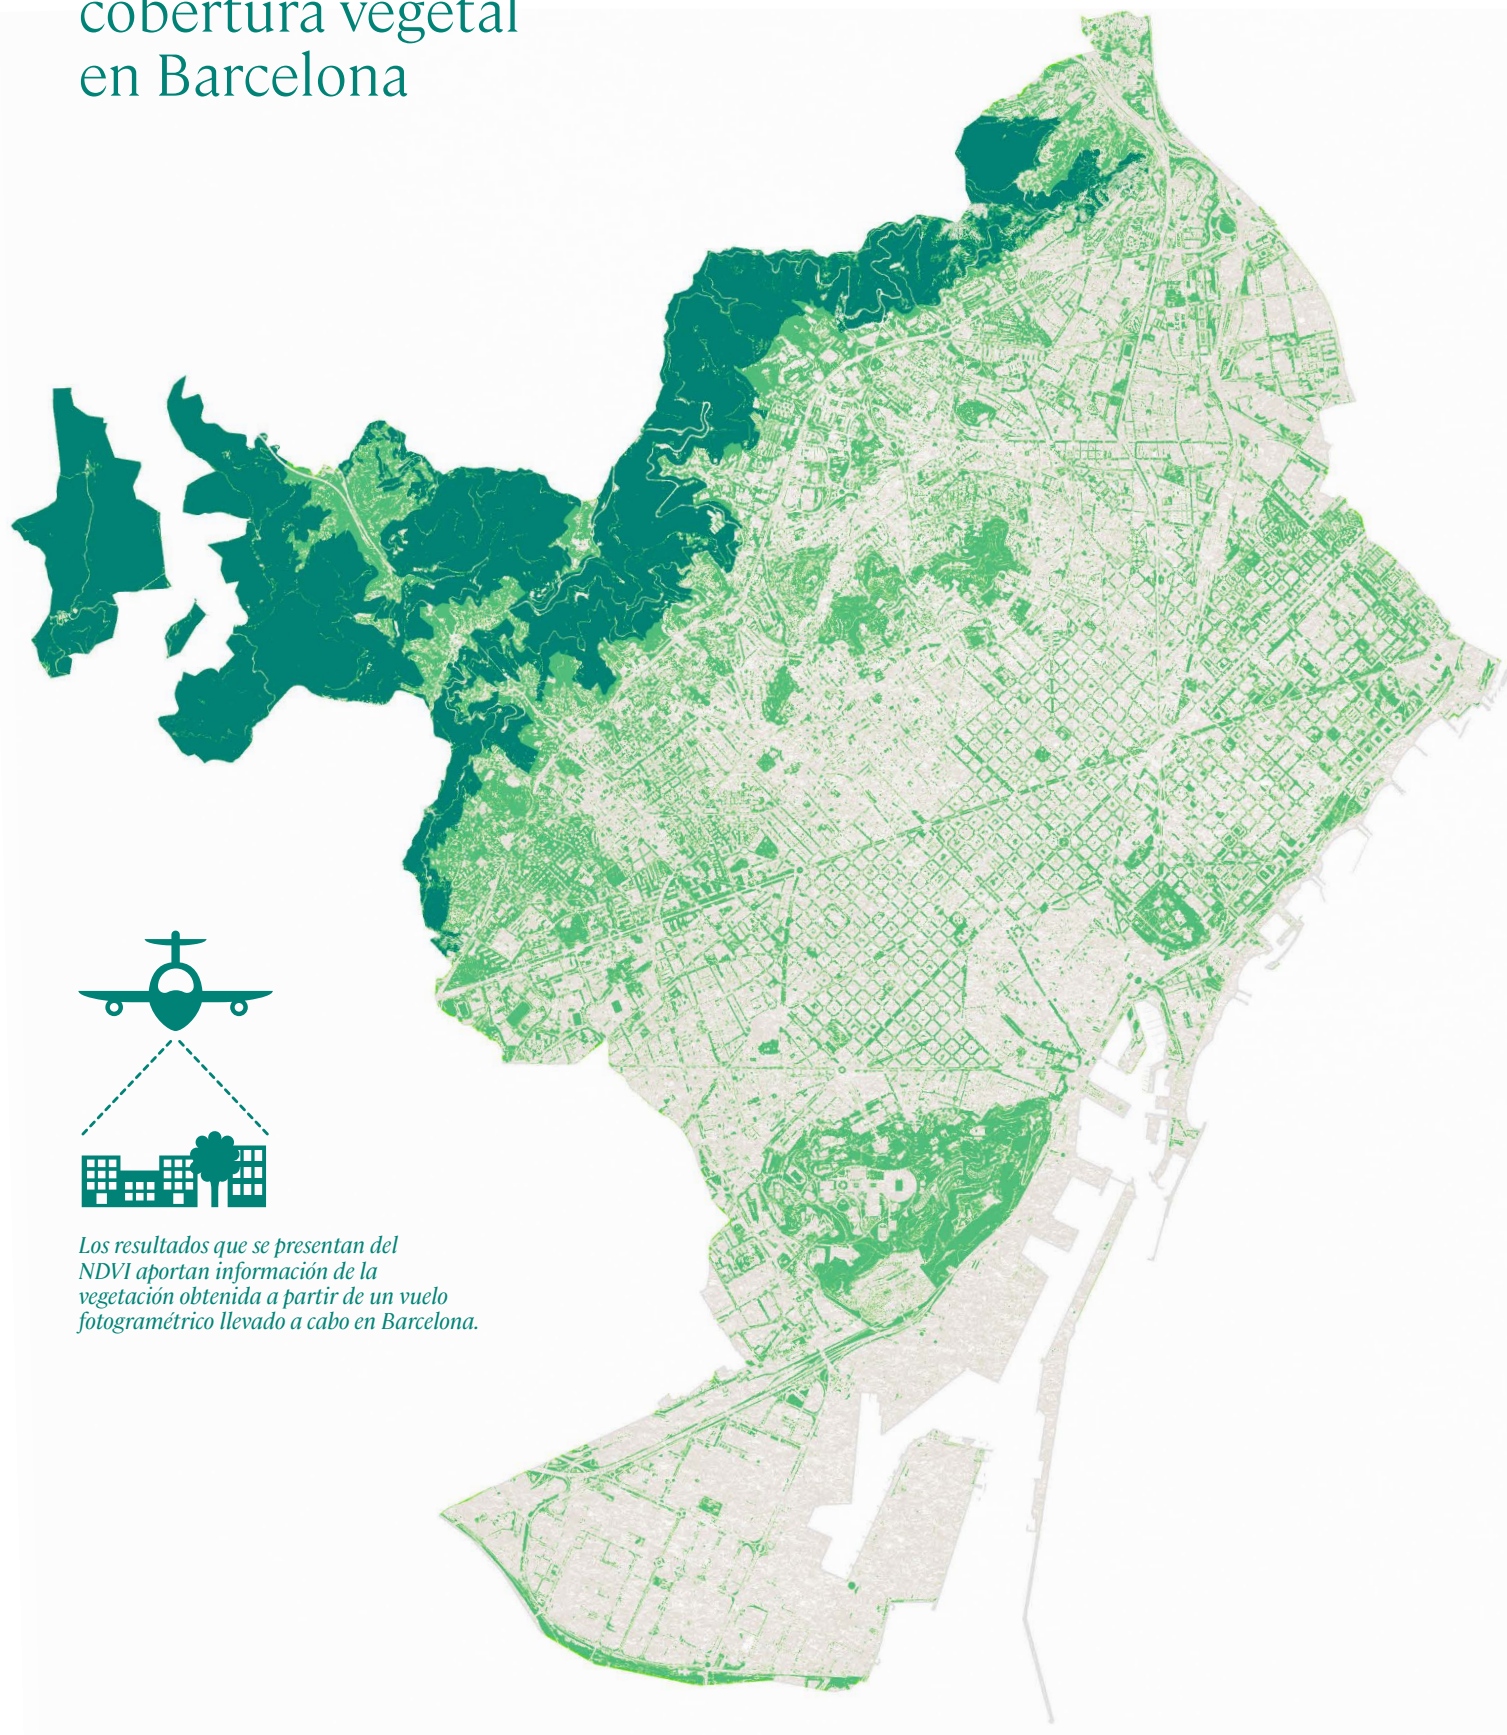 cobertura vegetal
en Barcelona
Los resultados que se presentan del
NDVI aportan información de la
vegetación obtenida a partir de un vuelo
fotogramétrico llevado a cabo en Barcelona.